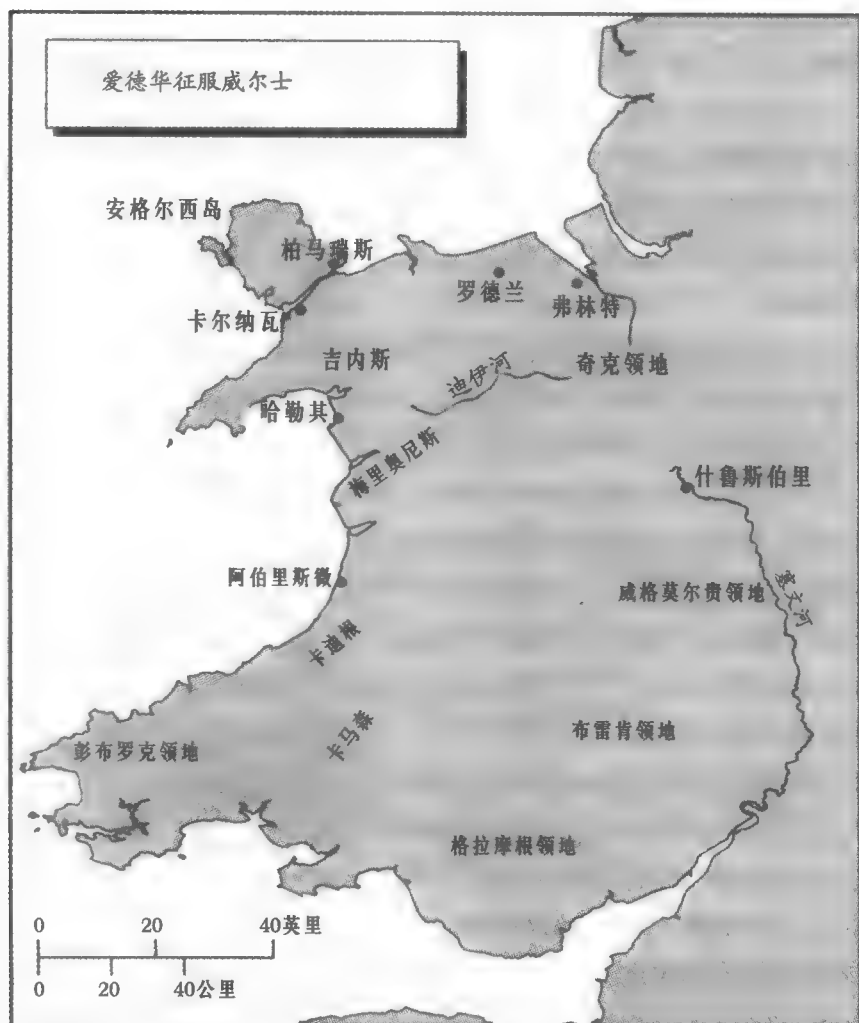 爱德华征服威尔士
安格尔西岛
柏马瑞斯
罗德兰
弗林特
卡尔纳瓦
吉内斯
迪伊河
奇克领地
哈勒其
梅里奥尼斯
什鲁斯伯里
阿伯里斯微
威格莫尔贵领地
塞文河
卡迪根
卡马森
彭布罗克领地
布雷肯领地
格拉摩根领地
0 20 40英里
0 20 40公里